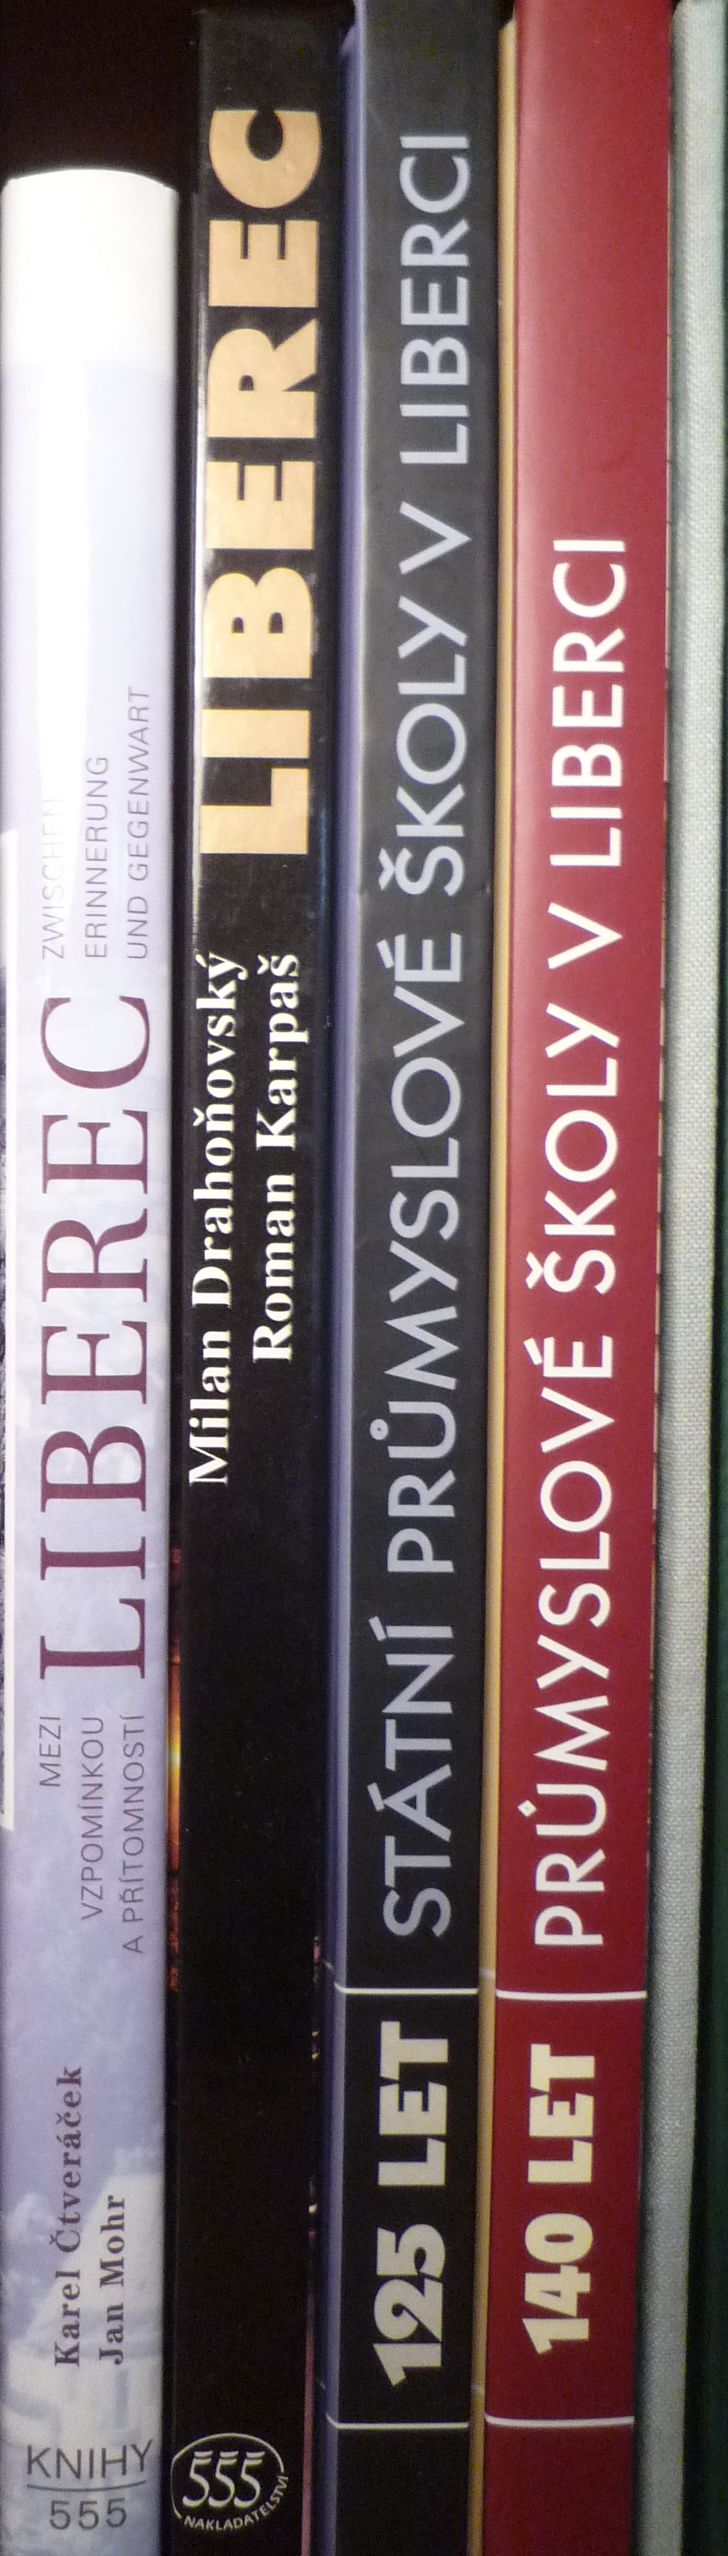 Karel Čtveráček
Jan Mohr
MEZI
VZPOMÍNKOU
A PŘÍTOMNOSTÍ
LIBEREC
ZWISCHEN
ERINNERUNG
UND GEGENWART
KNIHY
555
Milan Drahoňovský
Roman Karpaš
LIBEREC
555
NAKLADATELSTVÍ
125 LET
STÁTNÍ PRŮMYSLOVÉ ŠKOLY V LIBERCI
140 LET
PRŮMYSLOVÉ ŠKOLY V LIBERCI